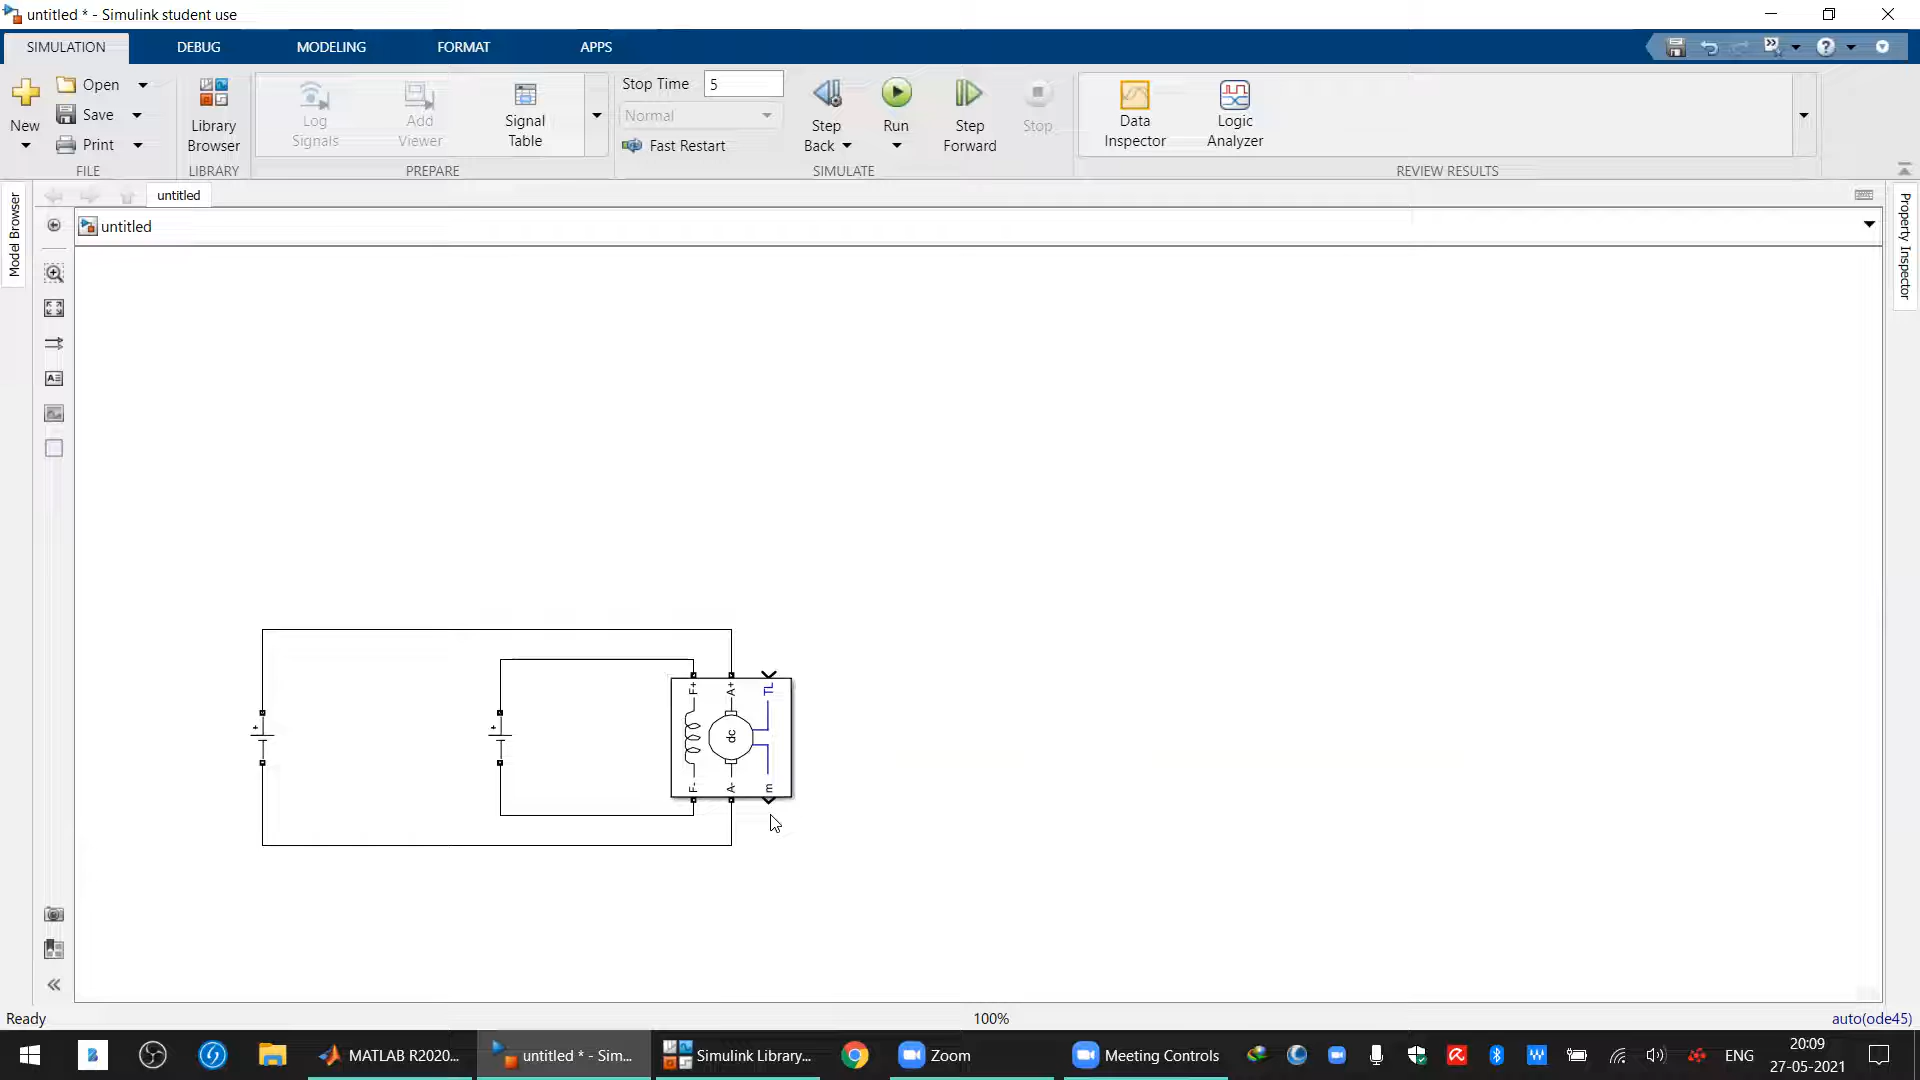 untitled * - Simulink student use
SIMULATION DEBUG MODELING FORMAT APPS
New
Open
Save
Print
FILE
Library Browser
LIBRARY
Log Signals
Add Viewer
Signal Table
PREPARE
Stop Time 5
Normal
Fast Restart
Step Back
Run
Step Forward
Stop
SIMULATE
Data Inspector
Logic Analyzer
REVIEW RESULTS
Model Browser
untitled
untitled
Property Inspector
F+ A+ TL
dc
F- A- m
+
+
Ready 100% auto(ode45)
MATLAB R2020... untitled * - Sim... Simulink Library... Zoom Meeting Controls ENG
20:09
27-05-2021